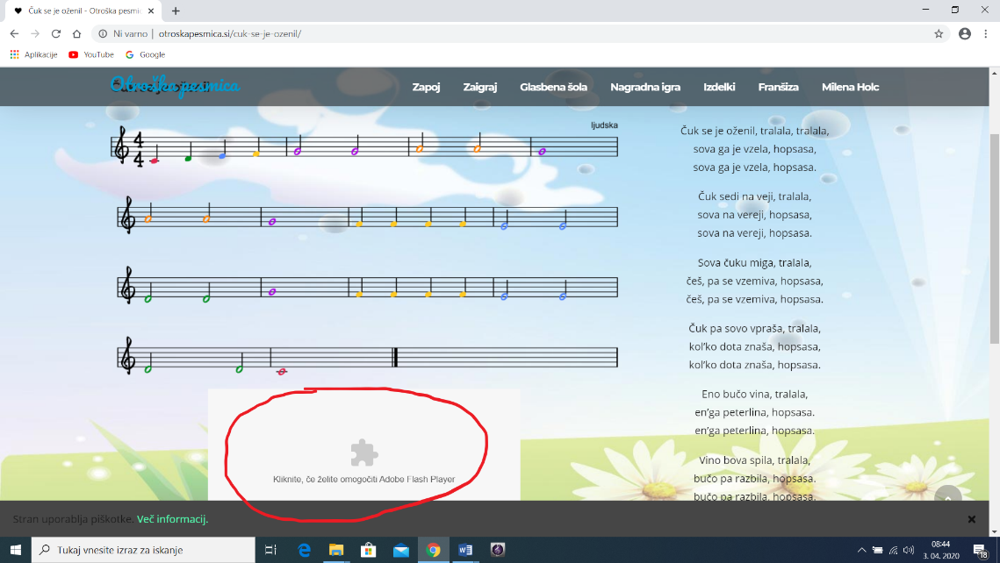 Čuk se je oženil - Otroška pesmic
Ni varno | otroskapesmica.si/cuk-se-je-ozenil/
Aplikacije YouTube Google
Otroška pesmica
Zapoj Zaigraj Glasbena šola Nagradna igra Izdelki Franšiza Milena Holc
ljudska
4
4
Čuk se je oženil, tralala, tralala,
sova ga je vzela, hopsasa,
sova ga je vzela, hopsasa.
Čuk sedi na veji, tralala,
sova na vereji, hopsasa.
sova na vereji, hopsasa.
Sova čuku miga, tralala,
češ, pa se vzemiva, hopsasa,
češ, pa se vzemiva, hopsasa.
Čuk pa sovo vpraša, tralala,
kol’ko dota znaša, hopsasa,
kol’ko dota znaša, hopsasa.
Eno bučo vina, tralala,
en’ga peterlina, hopsasa.
en’ga peterlina, hopsasa.
Vino bova spila, tralala,
bučo pa razbila, hopsasa.
bučo pa razbila, hopsasa.
Kliknite, če želite omogočiti Adobe Flash Player
Stran uporablja piškotke. Več informacij.
Tukaj vnesite izraz za iskanje
08:44
3. 04. 2020
18